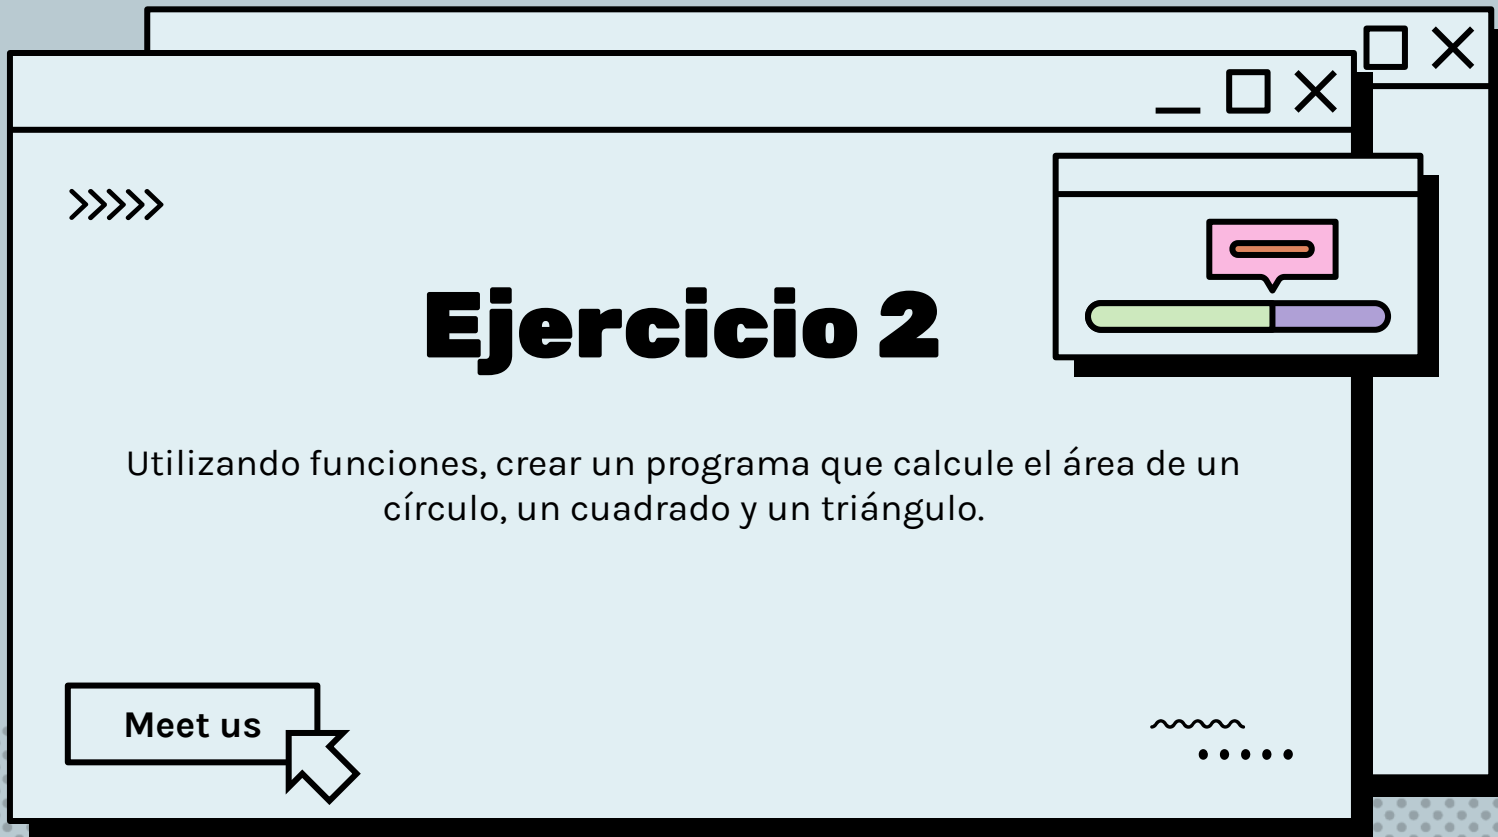 Ejercicio 2
Utilizando funciones, crear un programa que calcule el área de un
círculo, un cuadrado y un triángulo.
Meet us